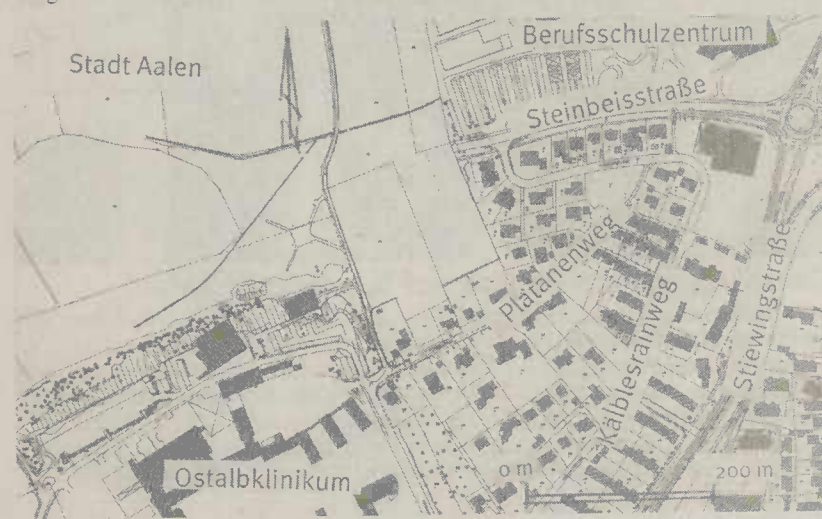 Berufsschulzentrum
Stadt Aalen
Steinbeisstraße
Platanenweg
Kälblesrainweg
Stiewingstraße
Ostalbklinikum
0 m
200 m